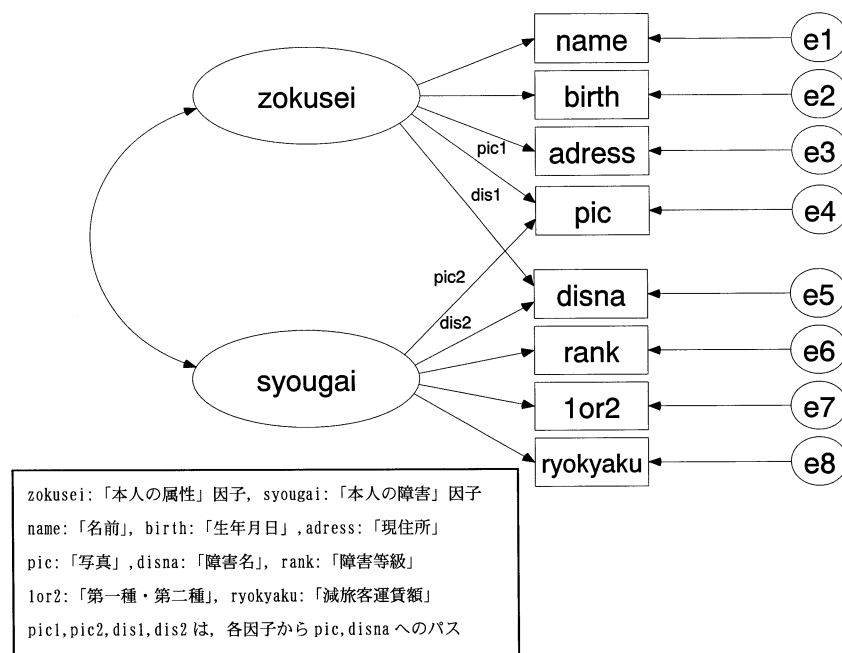 name
e1
zokusei
birth
e2
pic1
adress
e3
dis1
pic
e4
pic2
disna
e5
dis2
rank
e6
syougai
1or2
e7
ryokyaku
e8
zokusei:「本人の属性」因子, syougai:「本人の障害」因子
name:「名前」, birth:「生年月日」,adress:「現住所」
pic:「写真」,disna:「障害名」, rank:「障害等級」
1or2:「第一種・第二種」, ryokyaku:「減旅客運賃額」
pic1,pic2,dis1,dis2 は, 各因子から pic,disna へのパス